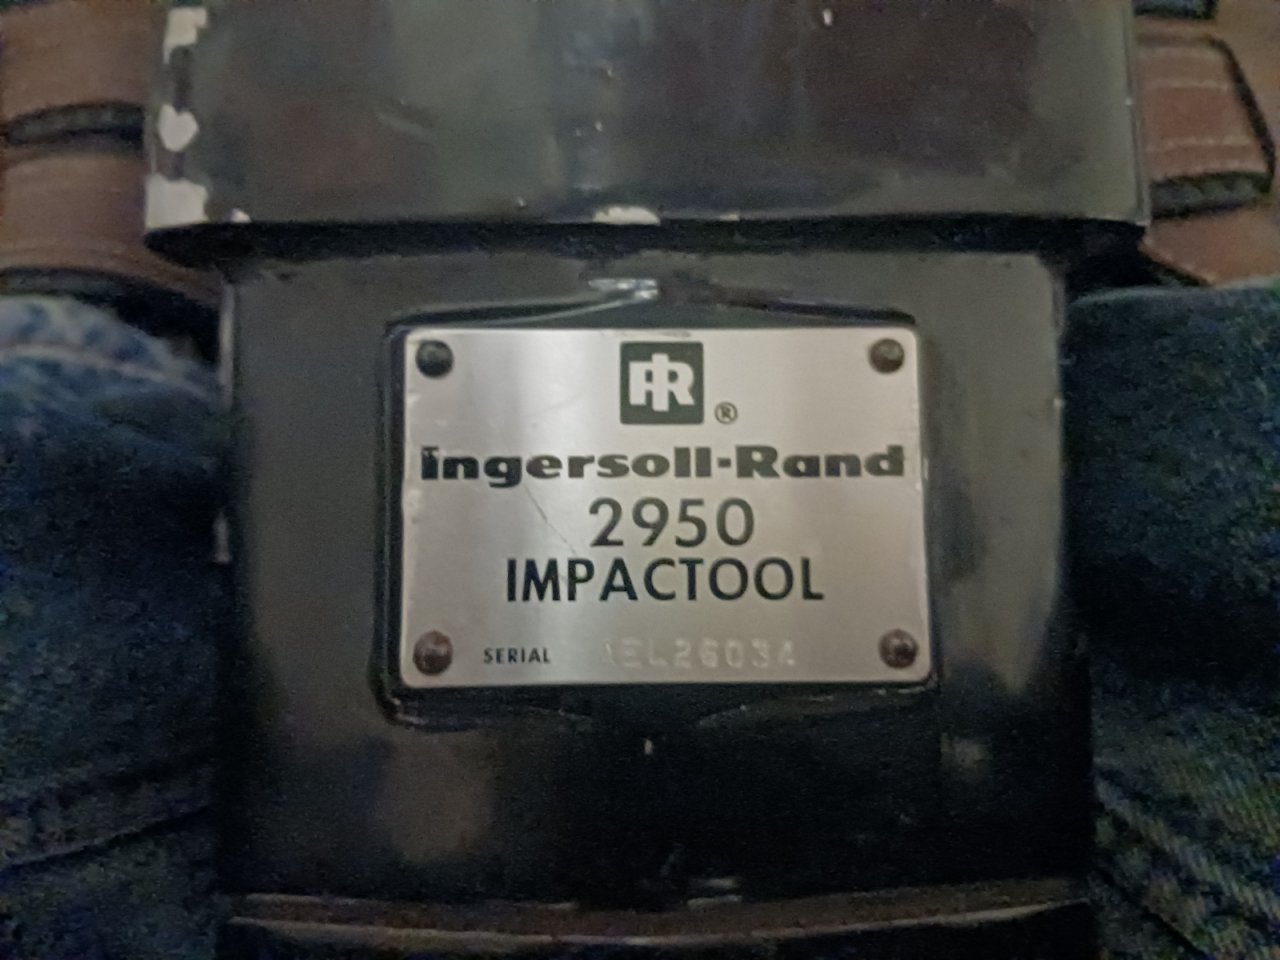 IR ®
Ingersoll-Rand
2950
IMPACTOOL
SERIAL